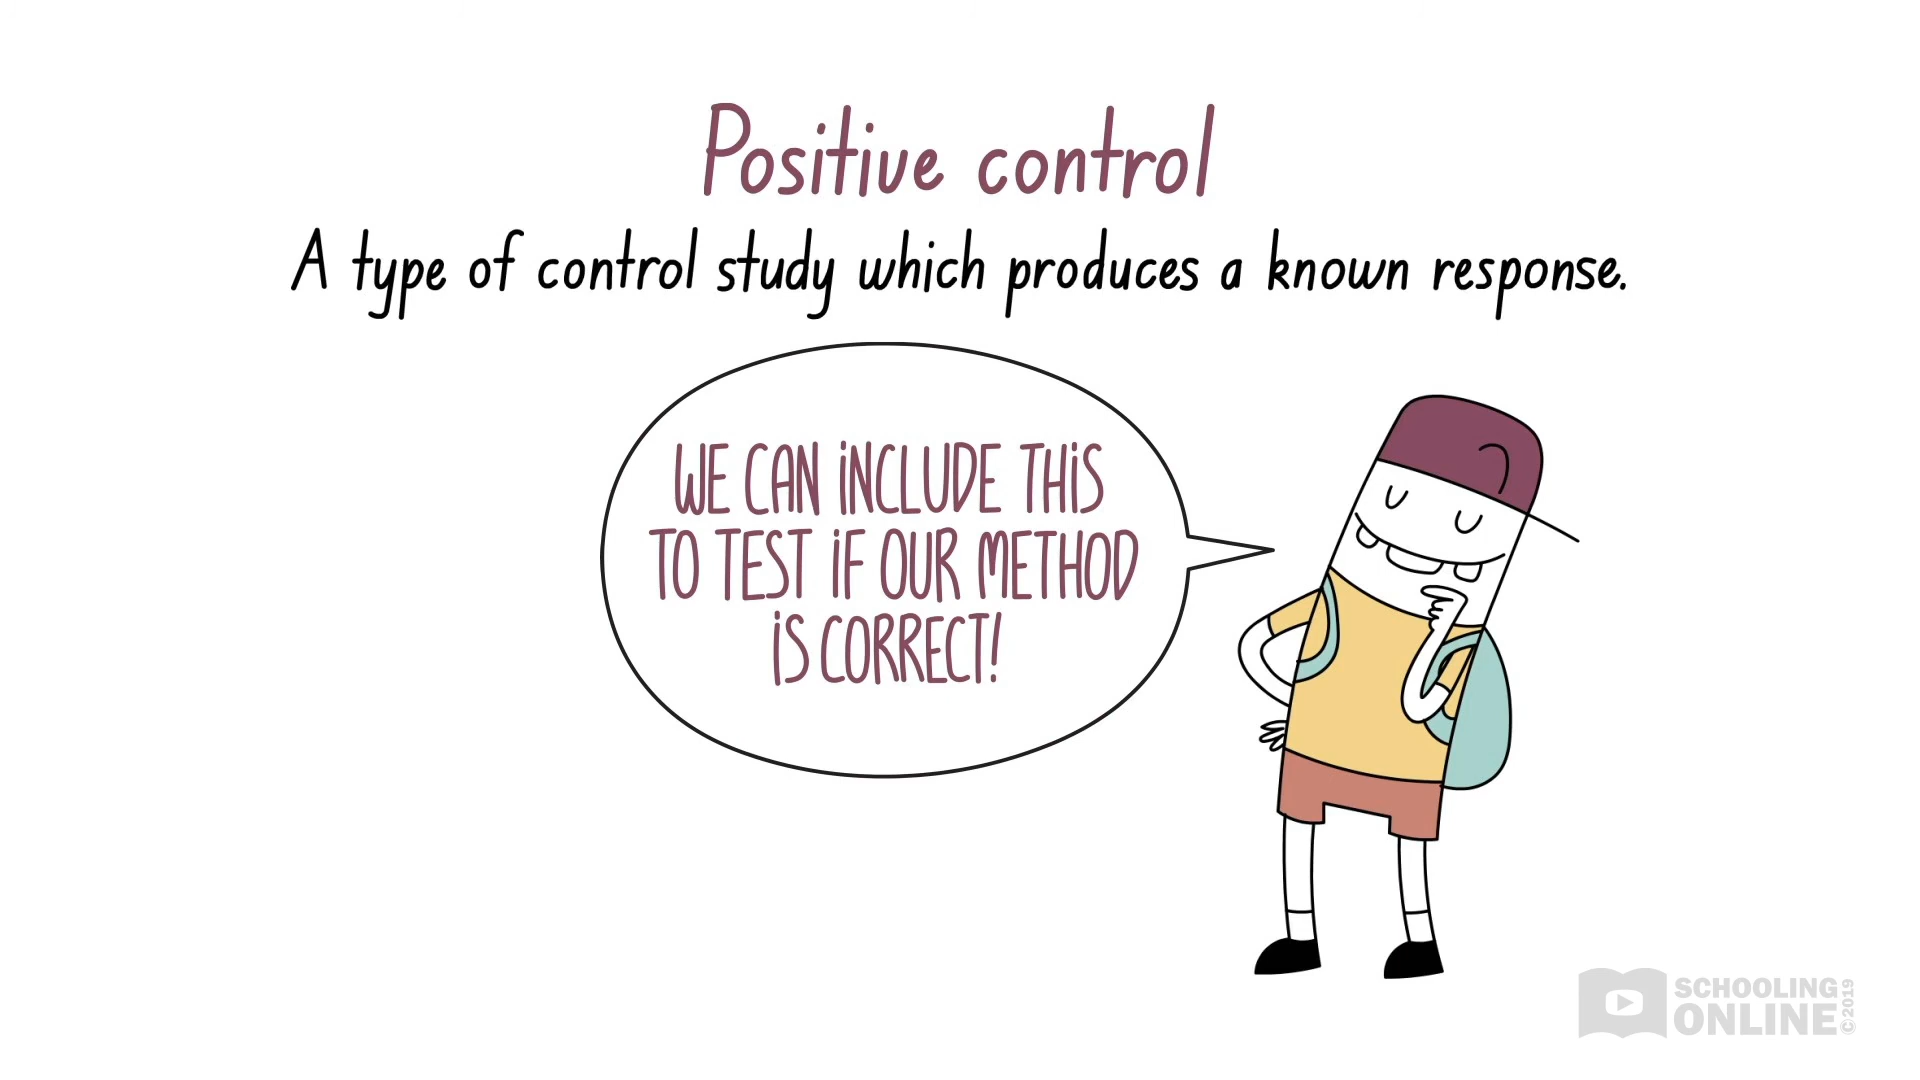 Positive control
A type of control study which produces a known response.
WE CAN INCLUDE THIS
TO TEST IF OUR METHOD
IS CORRECT!
SCHOOLING
ONLINE
©2019